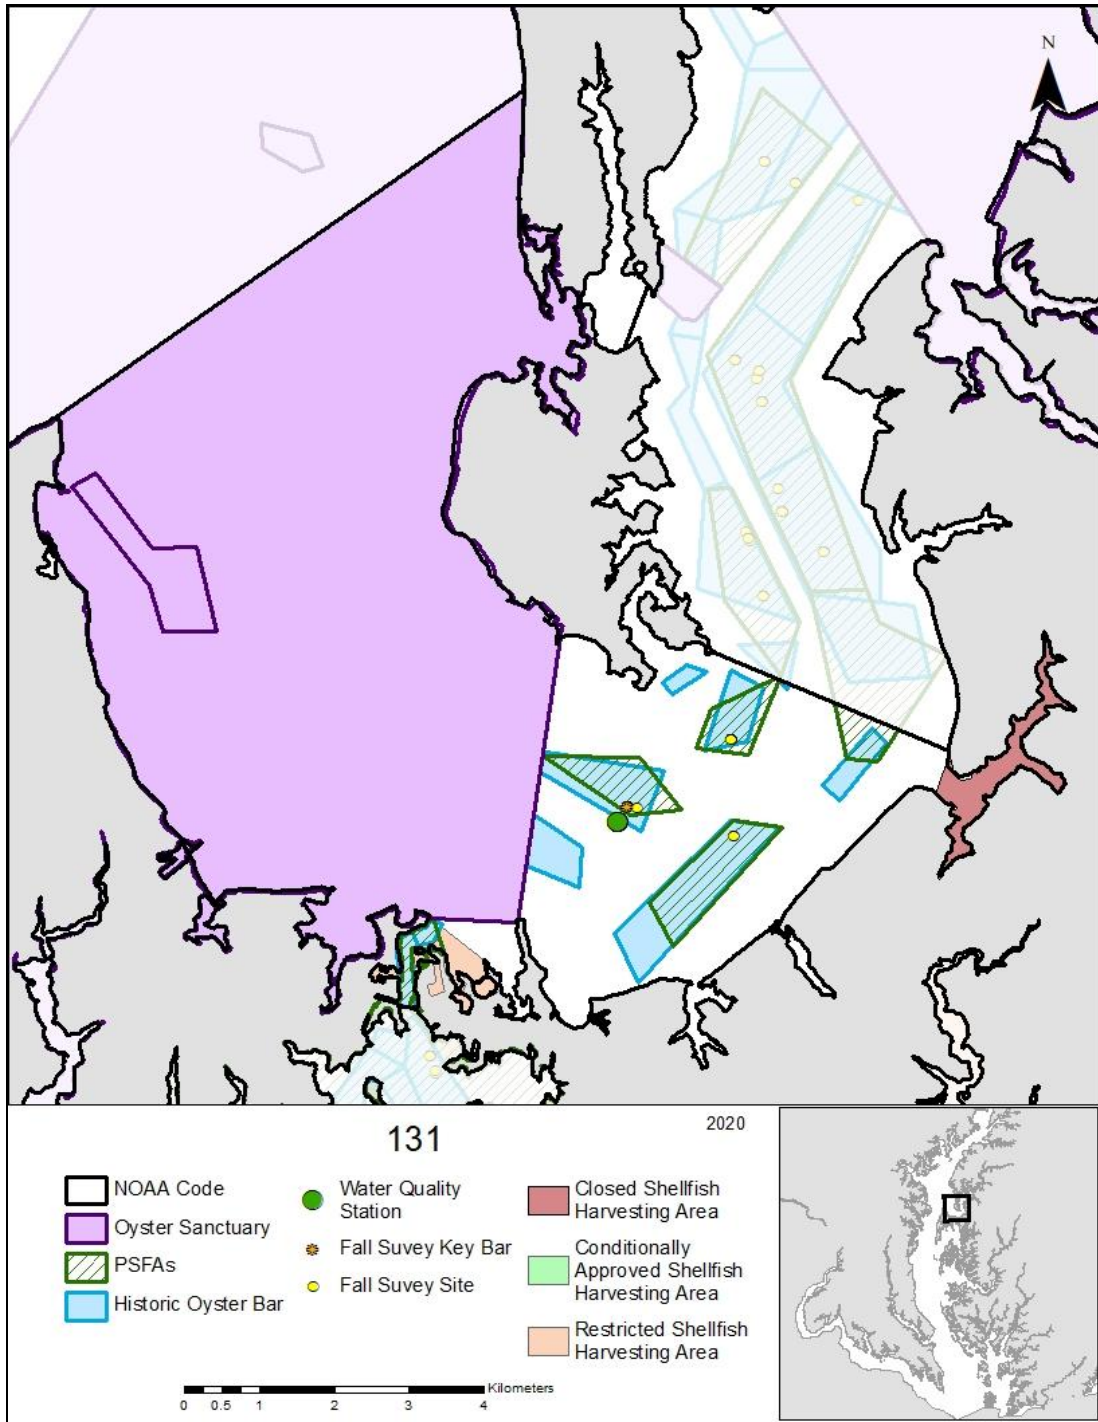 N
131
2020
NOAA Code
Oyster Sanctuary
PSFAs
Historic Oyster Bar
Water Quality
Station
Fall Suvey Key Bar
Fall Suvey Site
Closed Shellfish
Harvesting Area
Conditionally
Approved Shellfish
Harvesting Area
Restricted Shellfish
Harvesting Area
Kilometers
0 0.5 1 2 3 4